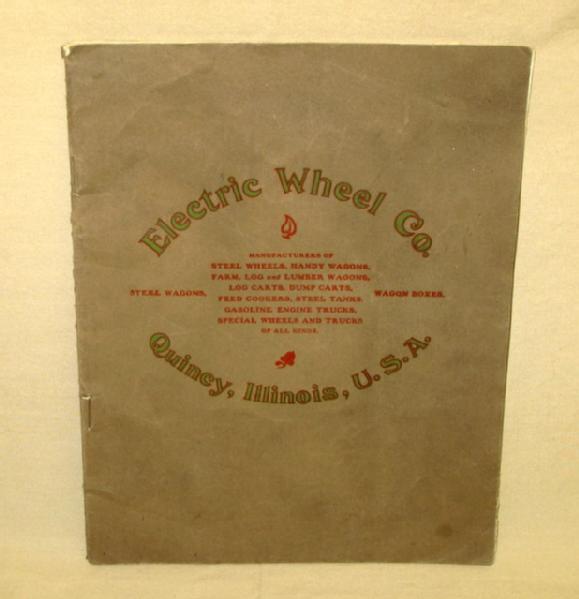 Electric Wheel Co.
MANUFACTURERS OF
STEEL WHEELS, HANDY WAGONS,
FARM, LOG and LUMBER WAGONS,
LOG CARTS, DUMP CARTS,
STEEL WAGONS,
WAGON BOXES,
FEED COOKERS, STEEL TANKS,
GASOLINE ENGINE TRUCKS,
SPECIAL WHEELS AND TRUCKS
OF ALL KINDS.
Quincy, Illinois, U.S.A.